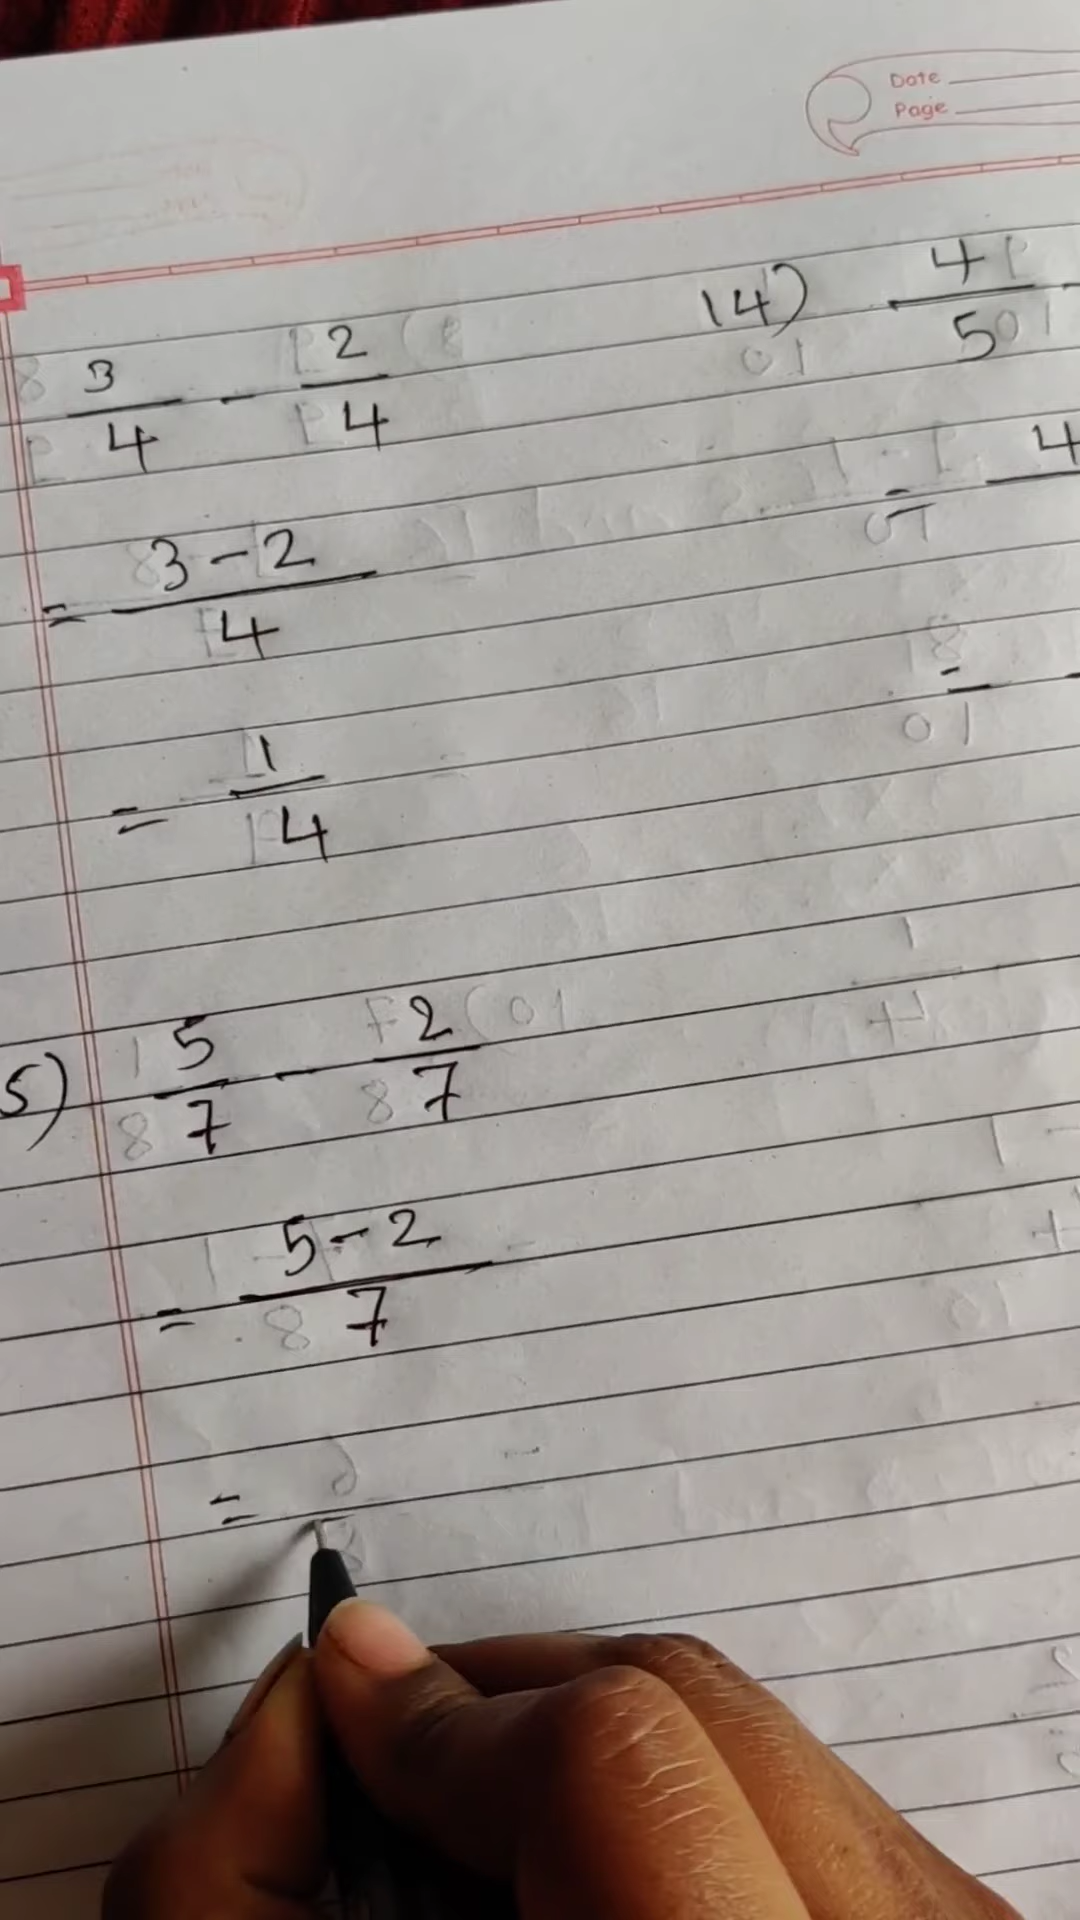 Date
Page
3/4 - 2/4
= 3-2/4
= 1/4
14) 4/5 -
= 4
=
5) 5/7 - 2/7
= 5-2/7
=